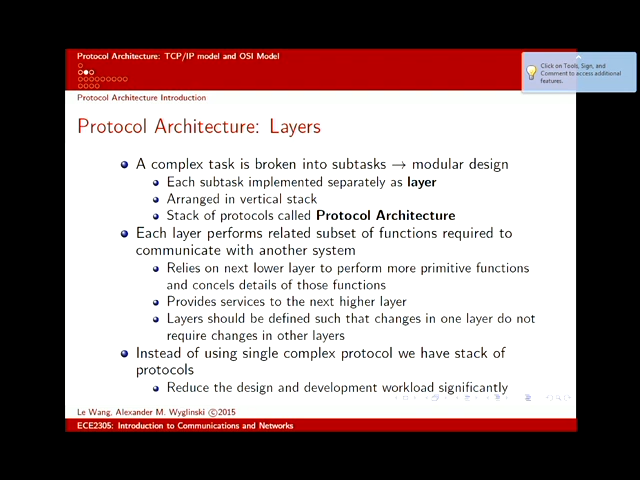 Protocol Architecture: TCP/IP model and OSI Model
Click on Tools, Sign, and
Comment to access additional
features.
Protocol Architecture Introduction
Protocol Architecture: Layers
A complex task is broken into subtasks → modular design
Each subtask implemented separately as layer
Arranged in vertical stack
Stack of protocols called Protocol Architecture
Each layer performs related subset of functions required to
communicate with another system
Relies on next lower layer to perform more primitive functions
and concels details of those functions
Provides services to the next higher layer
Layers should be defined such that changes in one layer do not
require changes in other layers
Instead of using single complex protocol we have stack of
protocols
Reduce the design and development workload significantly
Le Wang, Alexander M. Wyglinski ©2015
ECE2305: Introduction to Communications and Networks